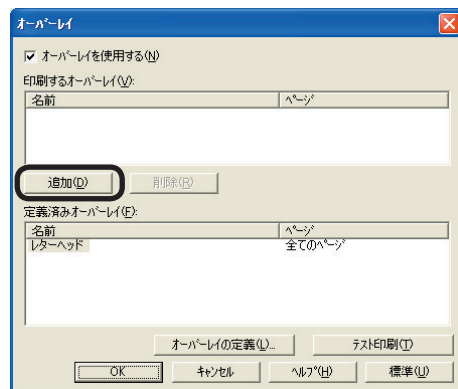 オーバーレイ
オーバーレイを使用する(N)
印刷するオーバーレイ(V):
名前 ページ
追加(D) 削除(R)
定義済みオーバーレイ(F):
名前 ページ
レターヘッド 全てのページ
オーバーレイの定義(L)... テスト印刷(T)
OK キャンセル ヘルプ(H) 標準(U)